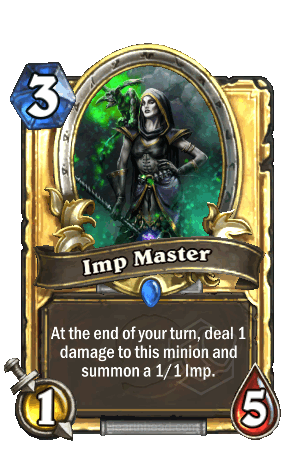 3
Imp Master
At the end of your turn, deal 1
damage to this minion and
summon a 1/1 Imp.
1
5